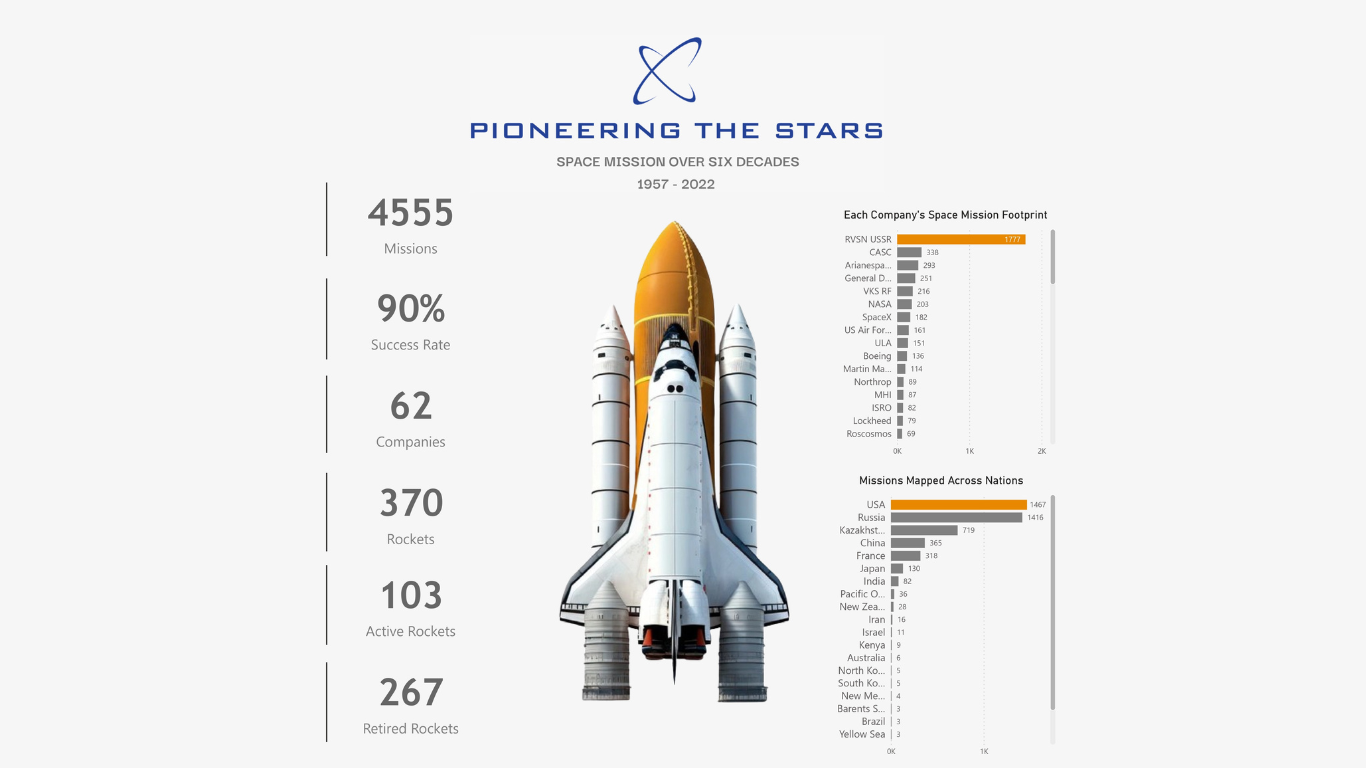 PIONEERING THE STARS
SPACE MISSION OVER SIX DECADES
1957 - 2022
4555
Missions
90%
Success Rate
62
Companies
370
Rockets
103
Active Rockets
267
Retired Rockets
Each Company's Space Mission Footprint
RVSN USSR 1777
CASC 338
Arianespa... 293
General D... 251
VKS RF 216
NASA 203
SpaceX 182
US Air For... 161
ULA 151
Boeing 136
Martin Ma... 114
Northrop 89
MHI 87
ISRO 82
Lockheed 79
Roscosmos 69
0K 1K 2K
Missions Mapped Across Nations
USA 1467
Russia 1416
Kazakhst... 719
China 365
France 318
Japan 130
India 82
Pacific O... 36
New Zea... 28
Iran 16
Israel 11
Kenya 9
Australia 6
North Ko... 5
South Ko... 5
New Me... 4
Barents S... 3
Brazil 3
Yellow Sea 3
0K 1K